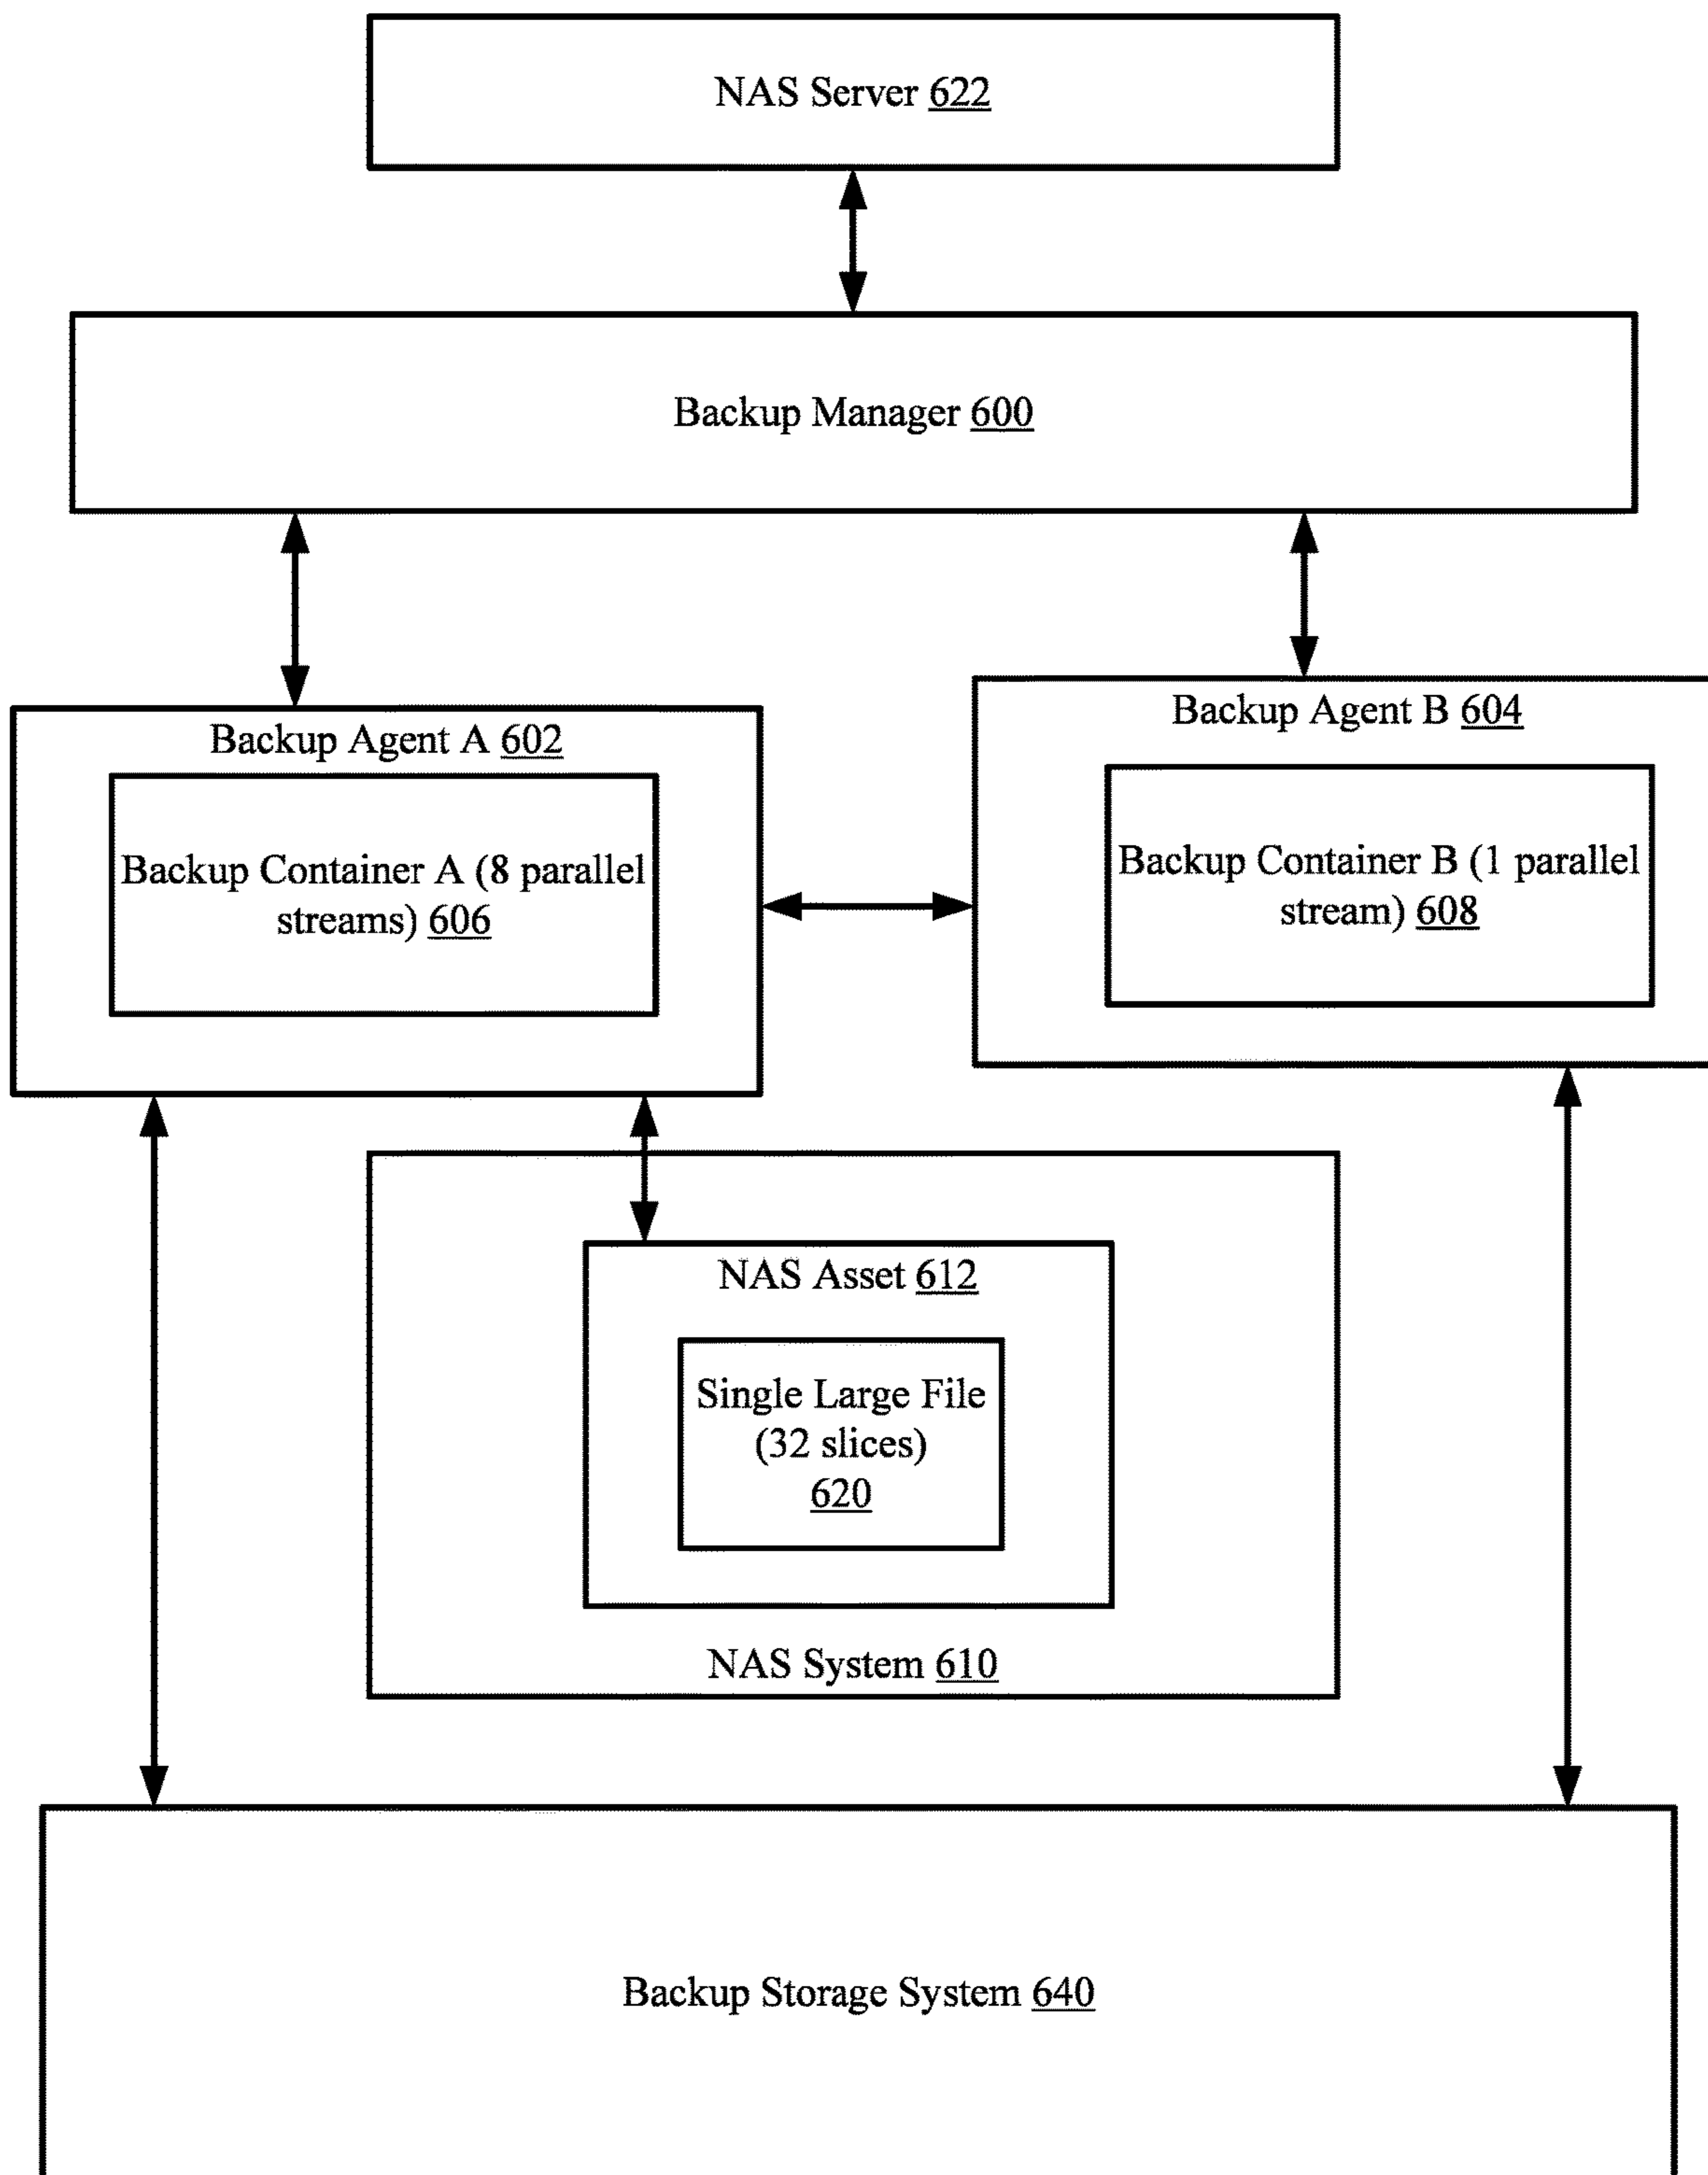 NAS Server 622
Backup Manager 600
Backup Agent A 602
Backup Container A (8 parallel
streams) 606
Backup Agent B 604
Backup Container B (1 parallel
stream) 608
NAS Asset 612
Single Large File
(32 slices)
620
NAS System 610
Backup Storage System 640